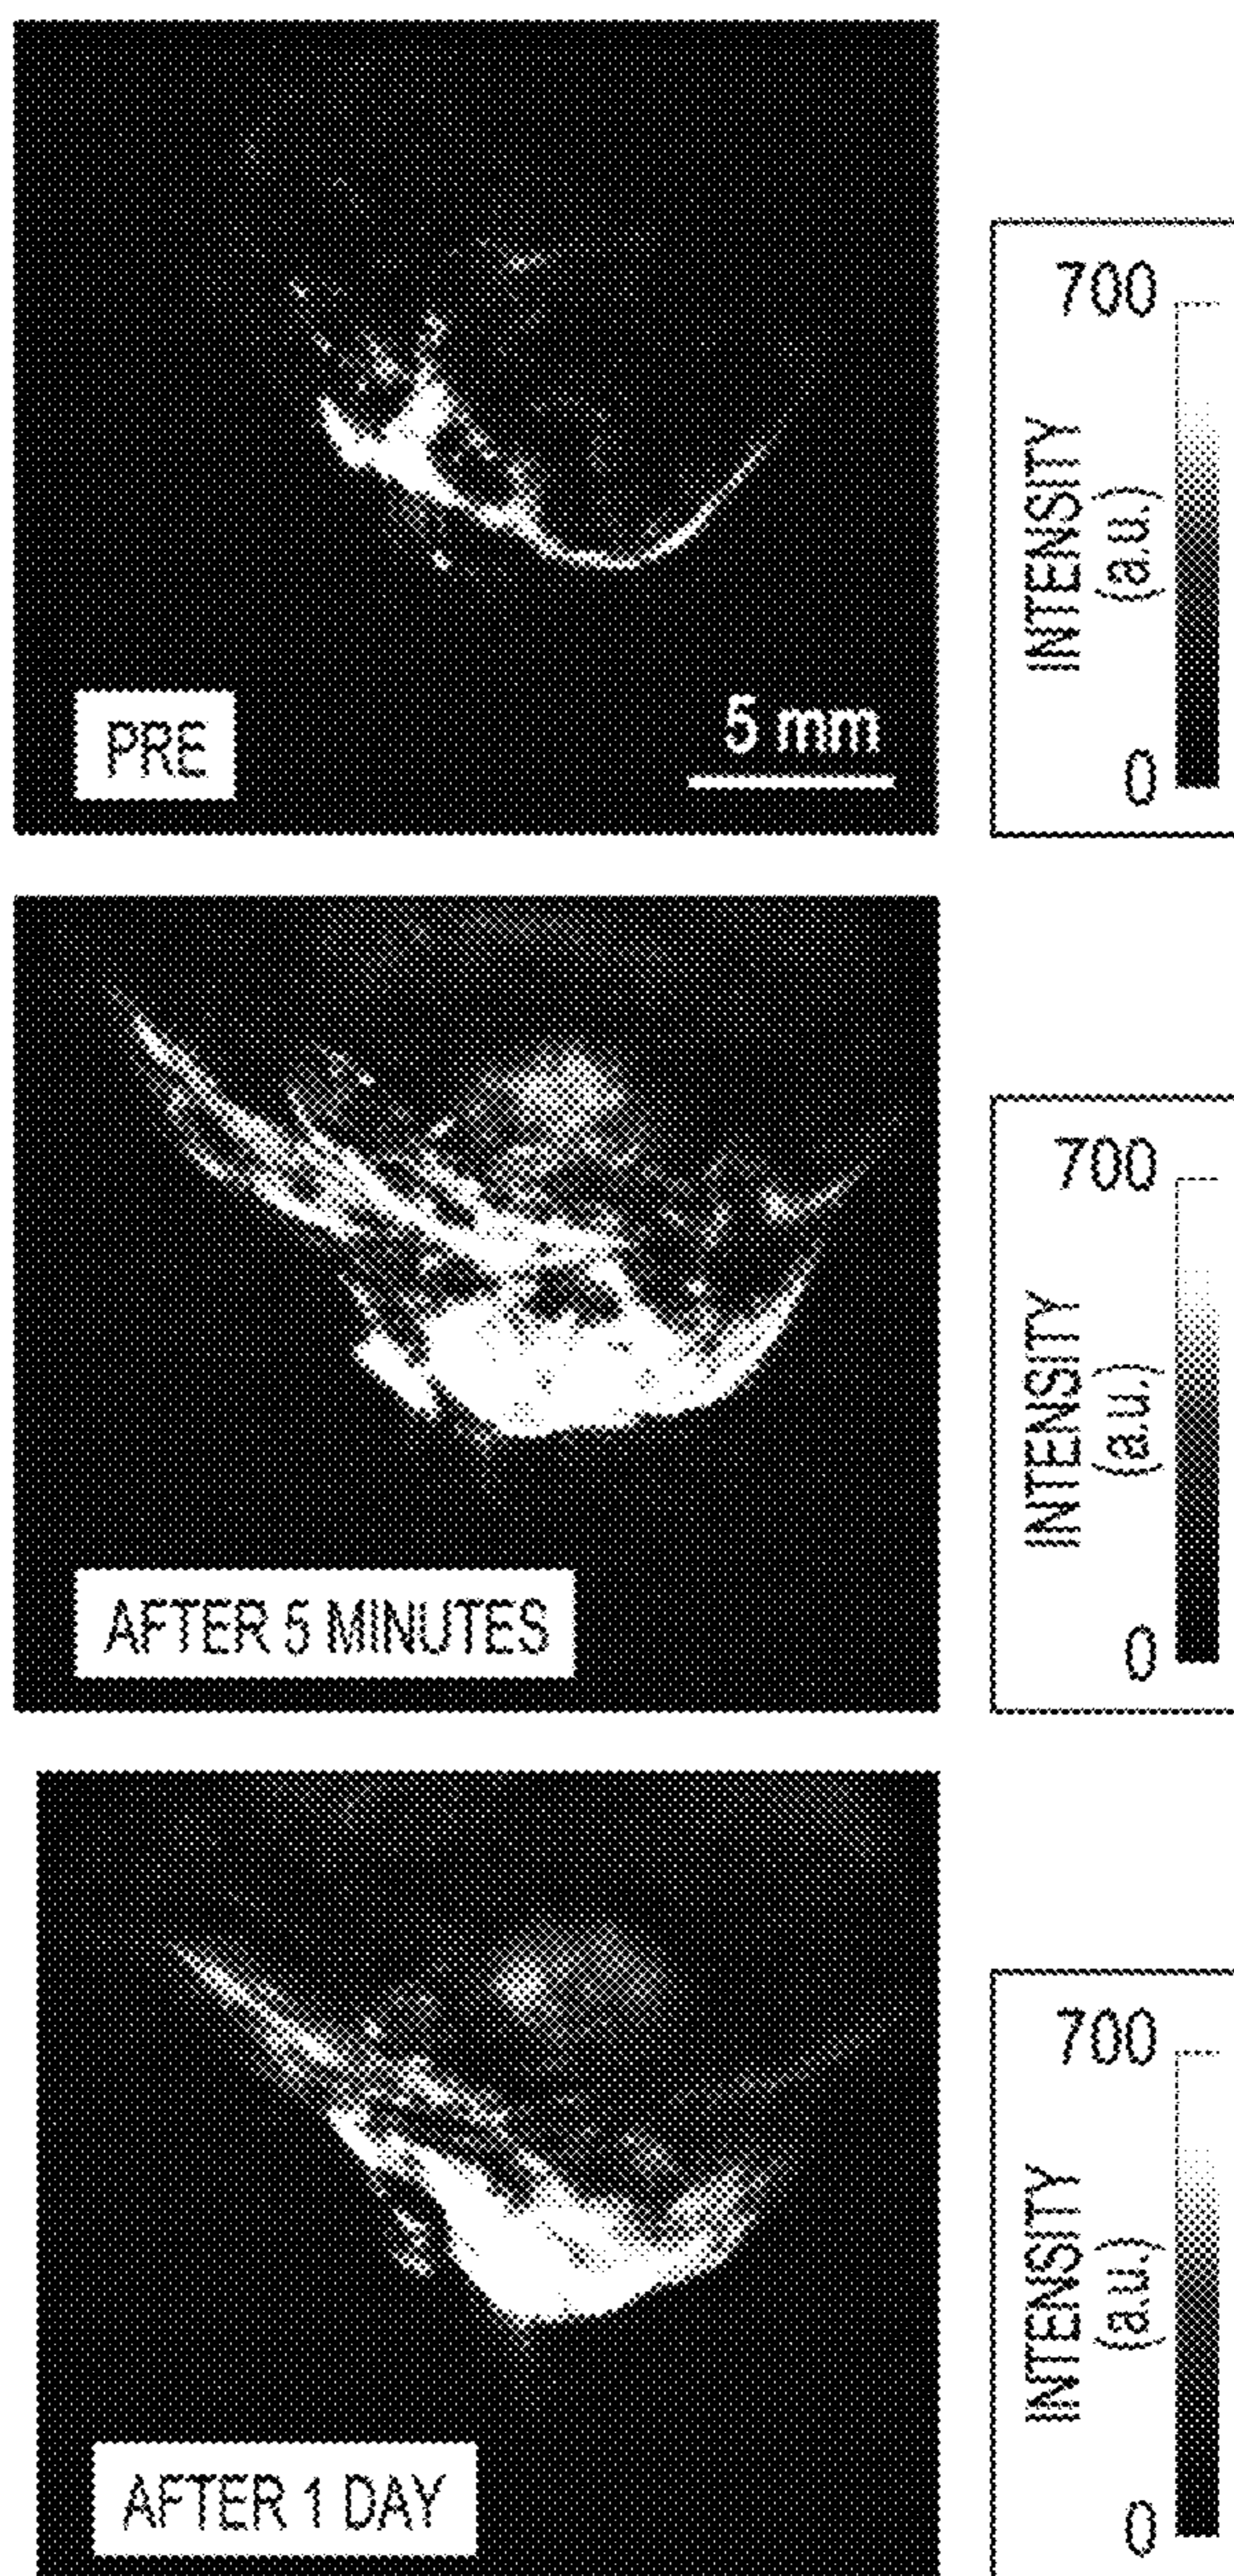 PRE
5 mm
700
INTENSITY
(a.u.)
0
AFTER 5 MINUTES
700
INTENSITY
(a.u.)
0
AFTER 1 DAY
700
INTENSITY
(a.u.)
0